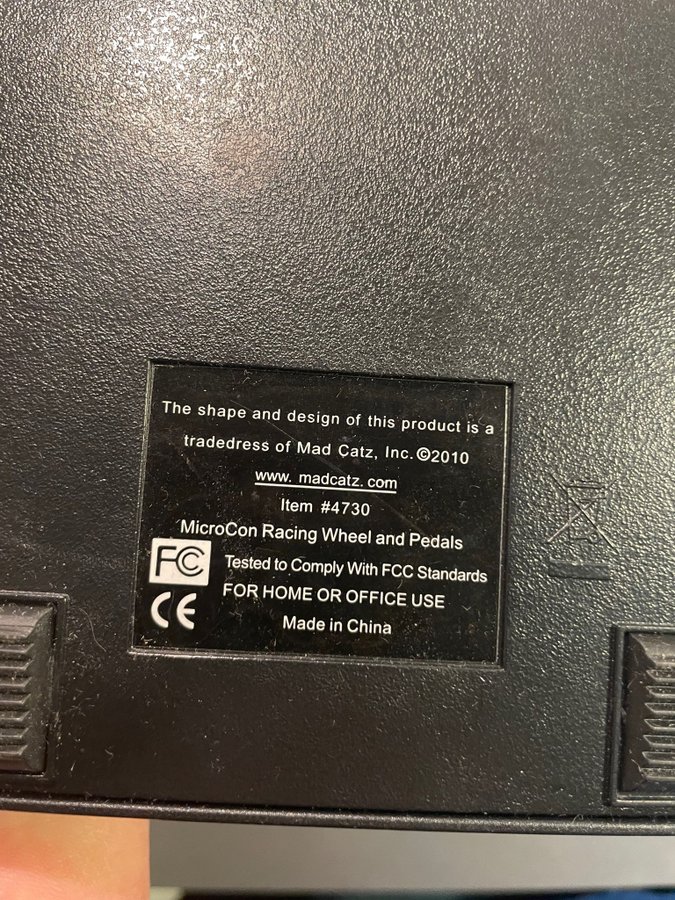 The shape and design of this product is a
tradedress of Mad Catz, Inc.©2010
www. madcatz. com
Item #4730
MicroCon Racing Wheel and Pedals
FC Tested to Comply With FCC Standards
CE FOR HOME OR OFFICE USE
Made in China